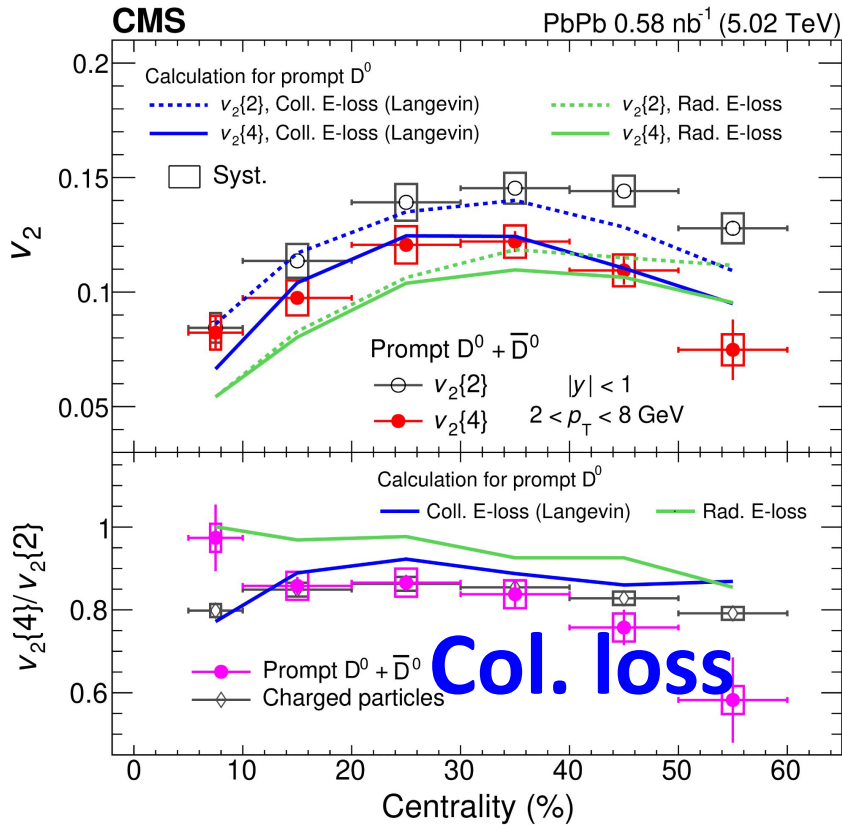 CMS PbPb 0.58 nb⁻¹ (5.02 TeV)
0.2
Calculation for prompt D⁰
v₂{2}, Coll. E-loss (Langevin) v₂{2}, Rad. E-loss
v₂{4}, Coll. E-loss (Langevin) v₂{4}, Rad. E-loss
Syst.
0.15
v₂
0.1
Prompt D⁰ + D̅⁰
v₂{2} |y| < 1
v₂{4} 2 < p_T < 8 GeV
0.05
Calculation for prompt D⁰
Coll. E-loss (Langevin) Rad. E-loss
1
v₂{4}/v₂{2}
0.8
Prompt D⁰ + D̅⁰
Charged particles
Col. loss
0.6
0 10 20 30 40 50 60
Centrality (%)